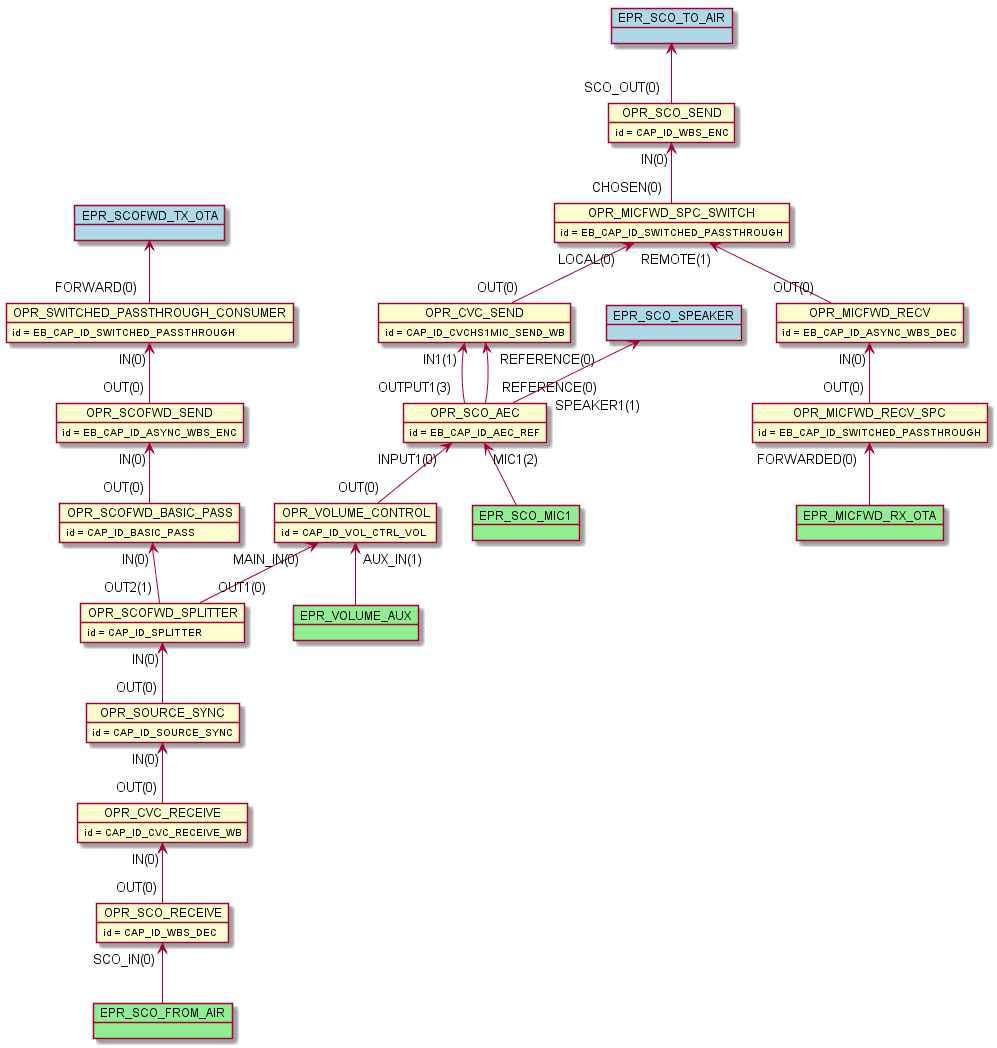 EPR_SCO_TO_AIR
SCO_OUT(0)
OPR_SCO_SEND
id = CAP_ID_WBS_ENC
IN(0)
CHOSEN(0)
OPR_MICFWD_SPC_SWITCH
id = EB_CAP_ID_SWITCHED_PASSTHROUGH
EPR_SCOFWD_TX_OTA
LOCAL(0)
REMOTE(1)
FORWARD(0)
OUT(0)
OUT(0)
OPR_SWITCHED_PASSTHROUGH_CONSUMER
id = EB_CAP_ID_SWITCHED_PASSTHROUGH
OPR_CVC_SEND
id = CAP_ID_CVCHS1MIC_SEND_WB
EPR_SCO_SPEAKER
OPR_MICFWD_RECV
id = EB_CAP_ID_ASYNC_WBS_DEC
IN(0)
IN1(1)
REFERENCE(0)
IN(0)
OUT(0)
OUTPUT1(3)
REFERENCE(0)
SPEAKER1(1)
OUT(0)
OPR_SCOFWD_SEND
id = EB_CAP_ID_ASYNC_WBS_ENC
OPR_SCO_AEC
id = EB_CAP_ID_AEC_REF
OPR_MICFWD_RECV_SPC
id = EB_CAP_ID_SWITCHED_PASSTHROUGH
IN(0)
INPUT1(0)
MIC1(2)
FORWARDED(0)
OUT(0)
OUT(0)
OPR_SCOFWD_BASIC_PASS
id = CAP_ID_BASIC_PASS
OPR_VOLUME_CONTROL
id = CAP_ID_VOL_CTRL_VOL
EPR_SCO_MIC1
EPR_MICFWD_RX_OTA
IN(0)
MAIN_IN(0)
AUX_IN(1)
OUT2(1)
OUT1(0)
OPR_SCOFWD_SPLITTER
id = CAP_ID_SPLITTER
EPR_VOLUME_AUX
IN(0)
OUT(0)
OPR_SOURCE_SYNC
id = CAP_ID_SOURCE_SYNC
IN(0)
OUT(0)
OPR_CVC_RECEIVE
id = CAP_ID_CVC_RECEIVE_WB
IN(0)
OUT(0)
OPR_SCO_RECEIVE
id = CAP_ID_WBS_DEC
SCO_IN(0)
EPR_SCO_FROM_AIR